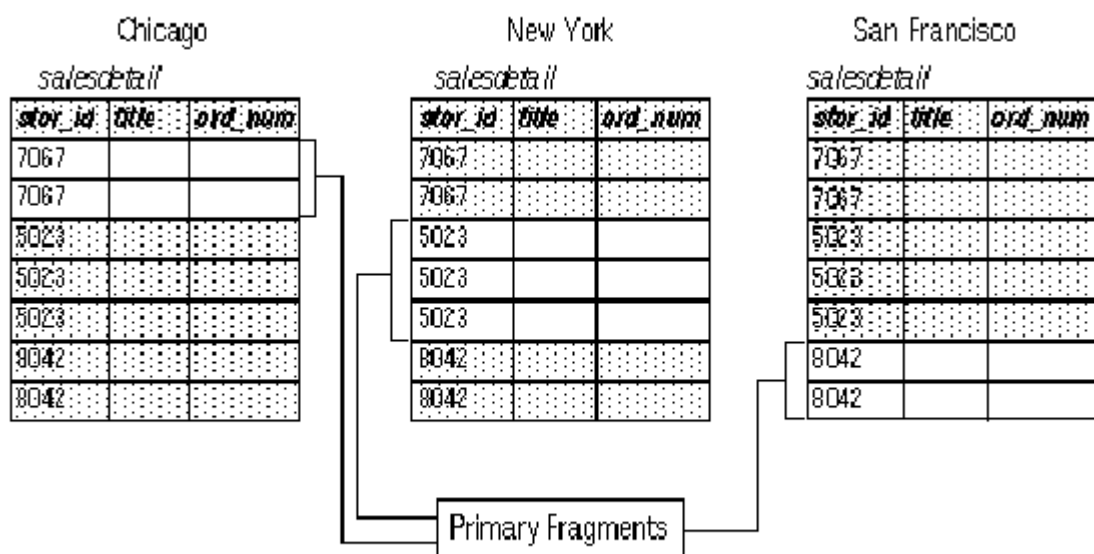 Chicago New York San Francisco
salesdetail salesdetail salesdetail
stor_id title ord_num stor_id title ord_num stor_id title ord_num
7067 7067 7067
7067 7067 7067
5023 5023 5023
5023 5023 5023
5023 5023 5023
8042 8042 8042
8042 8042 8042
Primary Fragments